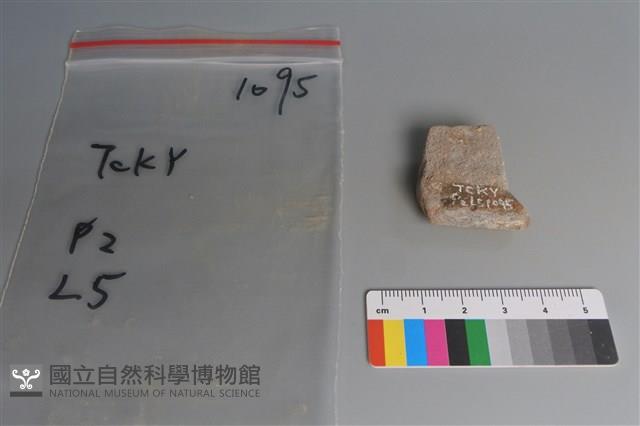 1095
TCKY
P2
L5
TCKY
P2L51095
cm 1 2 3 4 5
國立自然科學博物館
NATIONAL MUSEUM OF NATURAL SCIENCE